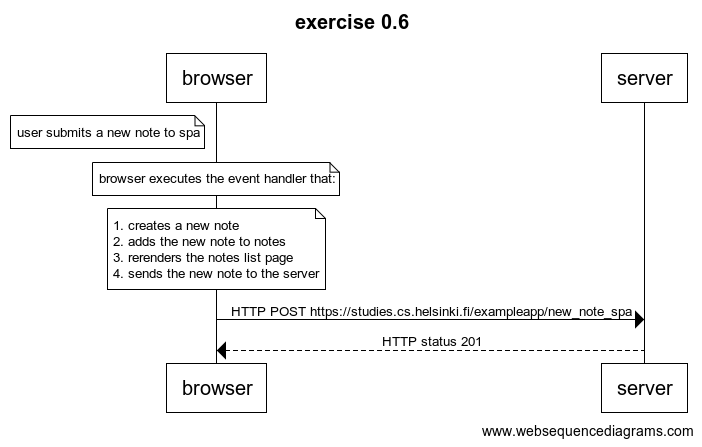 exercise 0.6
browser
server
user submits a new note to spa
browser executes the event handler that:
1. creates a new note
2. adds the new note to notes
3. rerenders the notes list page
4. sends the new note to the server
HTTP POST https://studies.cs.helsinki.fi/exampleapp/new_note_spa
HTTP status 201
browser
server
www.websequencediagrams.com